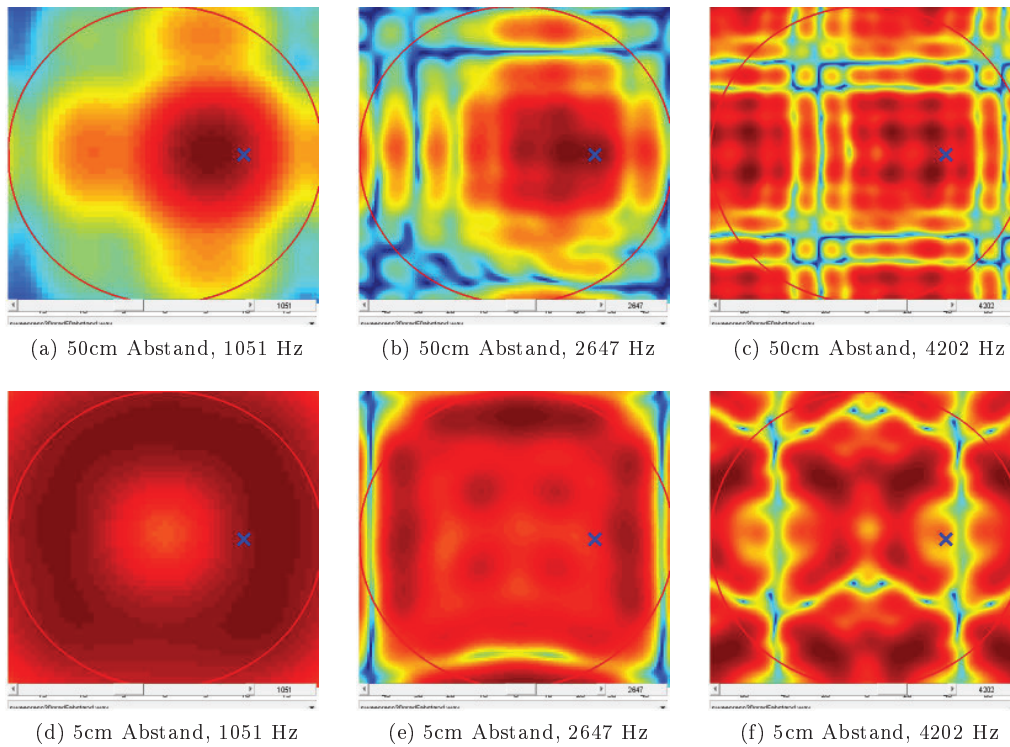 1051
2647
4202
(a) 50cm Abstand, 1051 Hz
(b) 50cm Abstand, 2647 Hz
(c) 50cm Abstand, 4202 Hz
1051
2647
4202
(d) 5cm Abstand, 1051 Hz
(e) 5cm Abstand, 2647 Hz
(f) 5cm Abstand, 4202 Hz